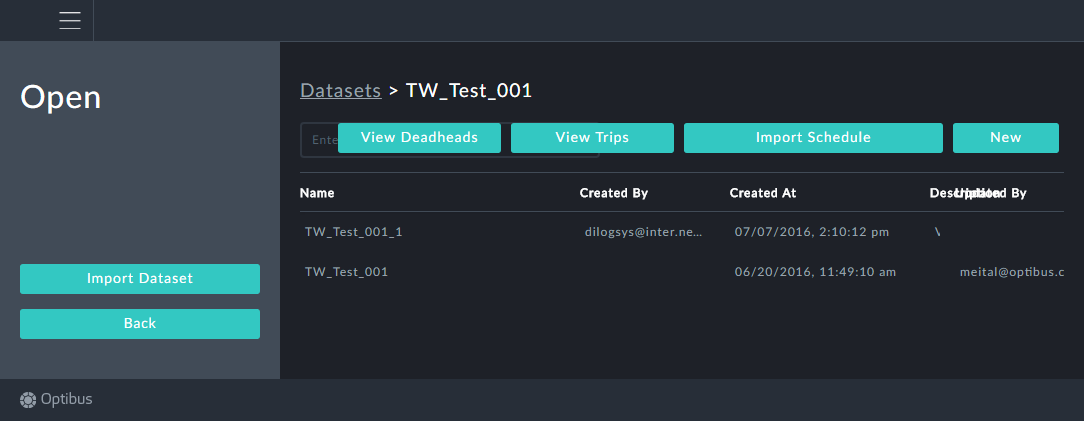 Open
Datasets > TW_Test_001
Ente View Deadheads View Trips Import Schedule New
Name Created By Created At Updated By
TW_Test_001_1 dilogsys@inter.ne... 07/07/2016, 2:10:12 pm
TW_Test_001 06/20/2016, 11:49:10 am meital@optibus.c
Import Dataset
Back
Optibus